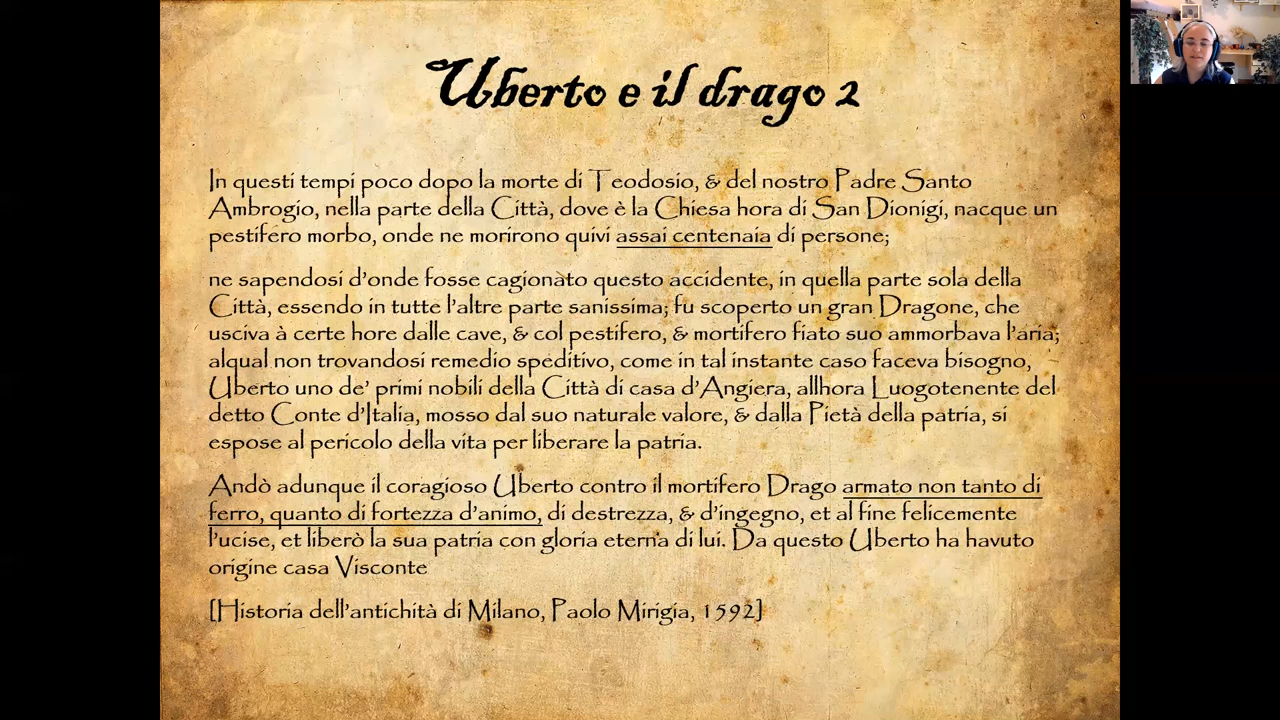 Uberto e il drago 2
In questi tempi poco dopo la morte di Teodosio, & del nostro Padre Santo
Ambrogio, nella parte della Città, dove è la Chiesa hora di San Dionigi, nacque un
pestifero morbo, onde ne morirono quivi assai centenaia di persone;
ne sapendosi d'onde fosse cagionato questo accidente, in quella parte sola della
Città, essendo in tutte l'altre parte sanissima; fu scoperto un gran Dragone, che
usciva à certe hore dalle cave, & col pestifero, & mortifero fiato suo ammorbava l'aria;
alqual non trovandosi remedio speditivo, come in tal instante caso faceva bisogno,
Uberto uno de' primi nobili della Città di casa d'Angiera, allhora Luogotenente del
detto Conte d'Italia, mosso dal suo naturale valore, & dalla Pietà della patria, si
espose al pericolo della vita per liberare la patria.
Andò adunque il coragioso Uberto contro il mortifero Drago armato non tanto di
ferro, quanto di fortezza d'animo, di destrezza, & d'ingegno, et al fine felicemente
l'ucise, et liberò la sua patria con gloria eterna di lui. Da questo Uberto ha havuto
origine casa Visconte
[Historia dell'antichità di Milano, Paolo Mirigia, 1592]